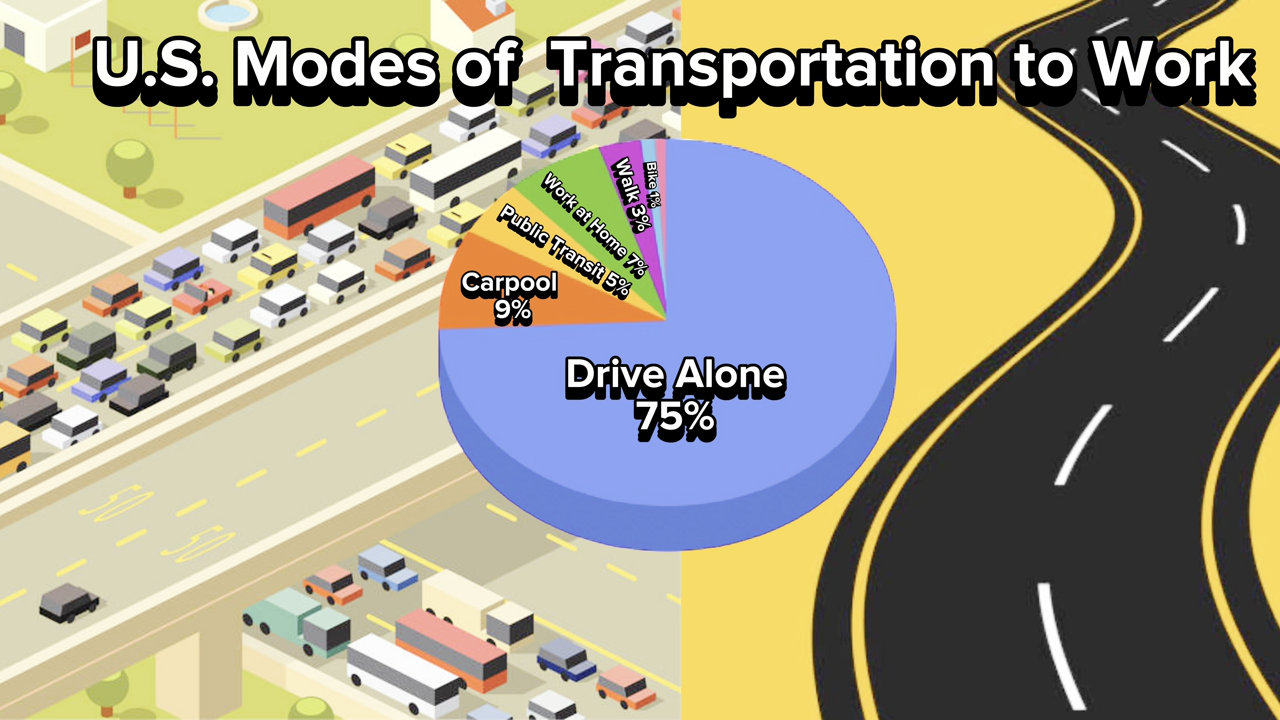 U.S. Modes of Transportation to Work
Bike 1%
Walk 3%
Work at Home 7%
Public Transit 5%
Carpool
9%
Drive Alone
75%